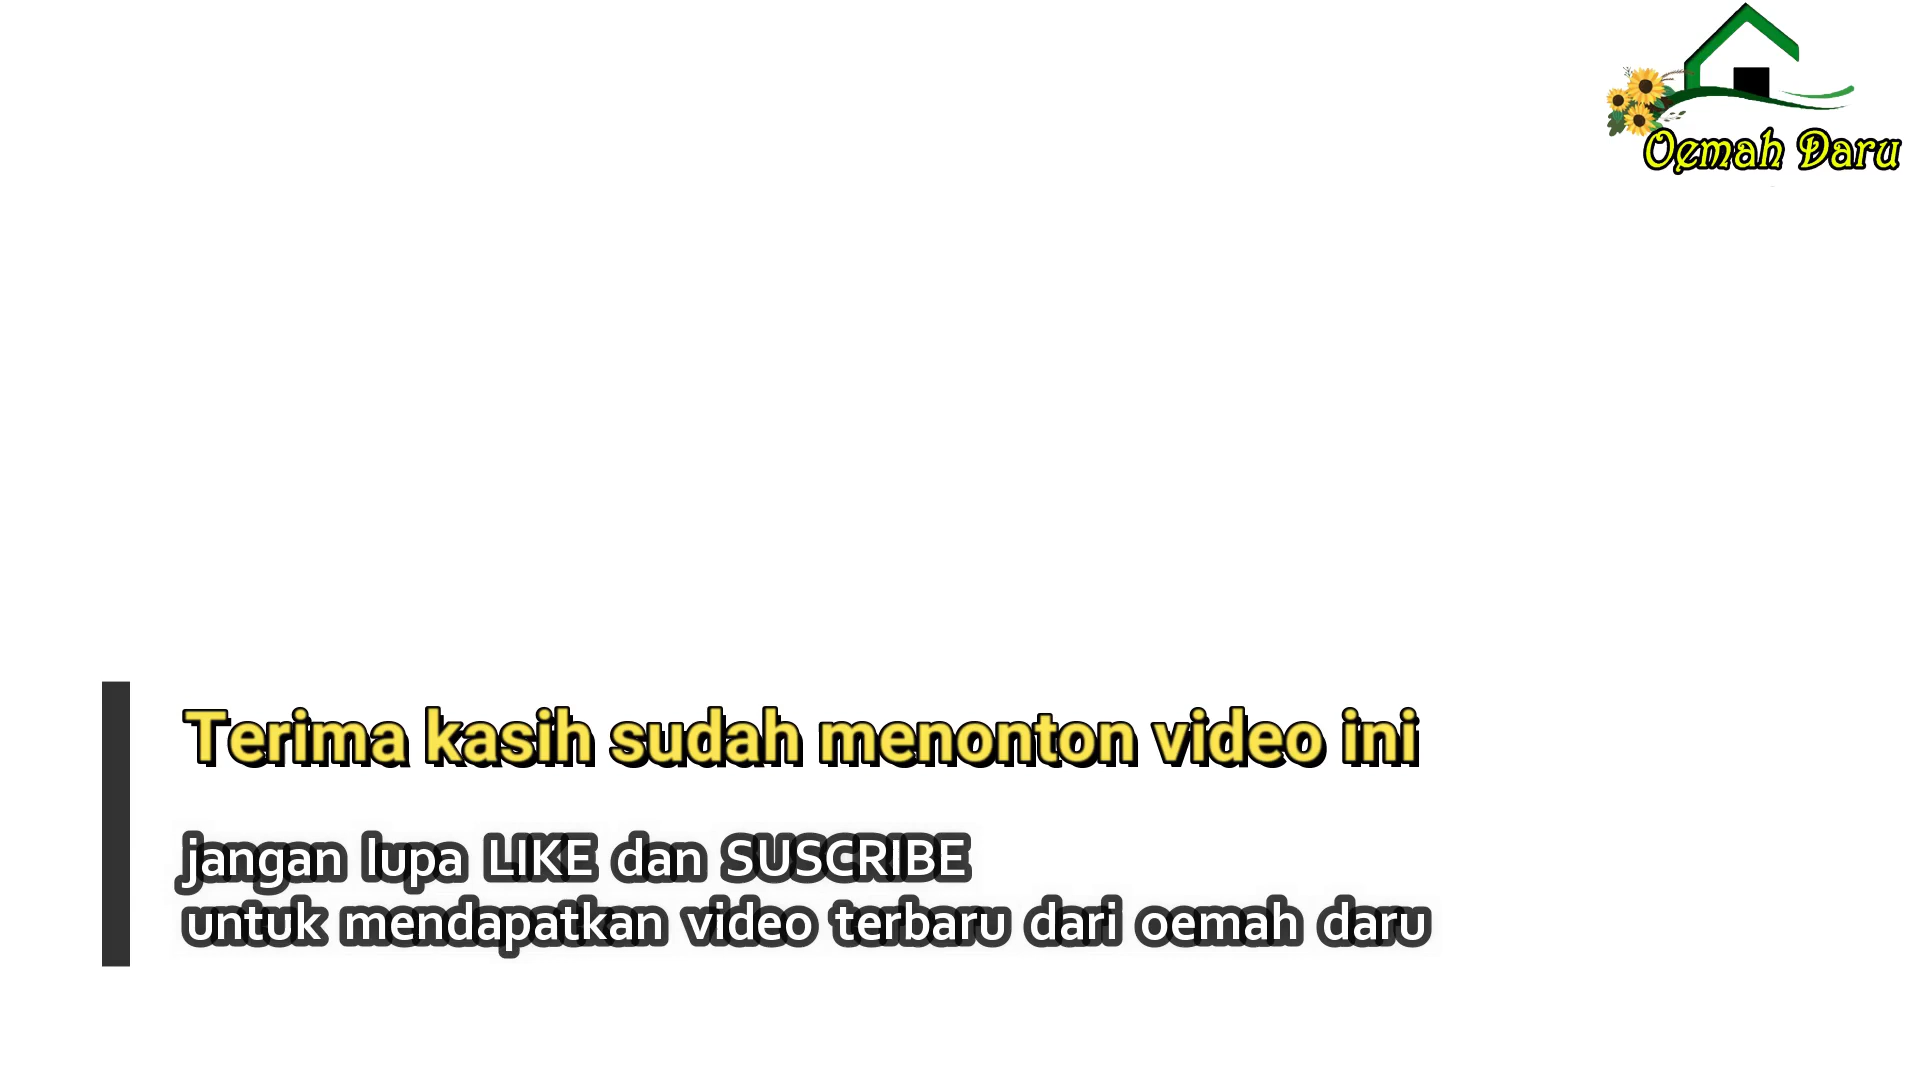 Oemah Daru
Terima kasih sudah menonton video ini
jangan lupa LIKE dan SUSCRIBE
untuk mendapatkan video terbaru dari oemah daru